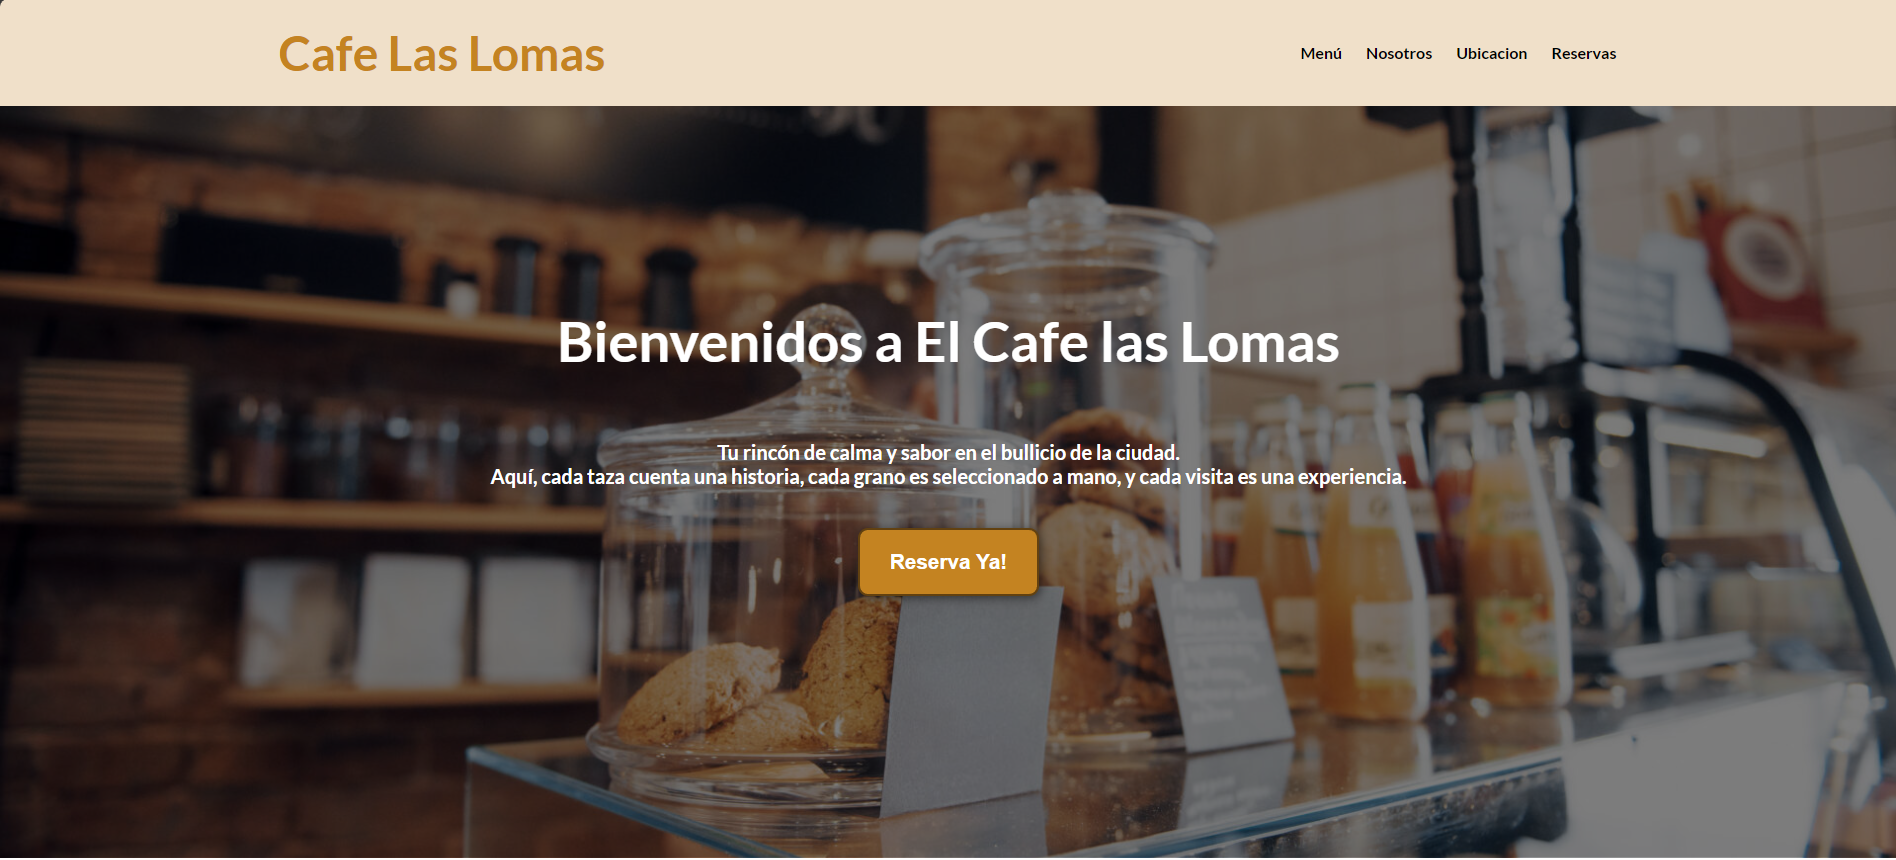 Cafe Las Lomas
Menú
Nosotros
Ubicacion
Reservas
Bienvenidos a El Cafe las Lomas
Tu rincón de calma y sabor en el bullicio de la ciudad.
Aquí, cada taza cuenta una historia, cada grano es seleccionado a mano, y cada visita es una experiencia.
Reserva Ya!